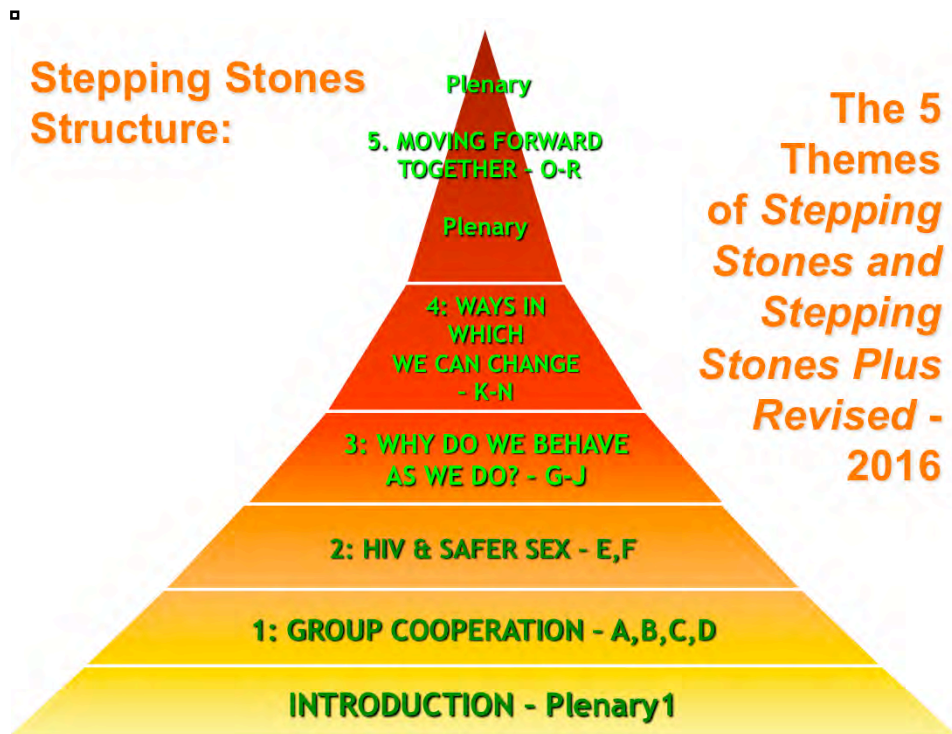 Stepping Stones
Structure:
The 5
Themes
of Stepping
Stones and
Stepping
Stones Plus
Revised -
2016
Plenary
5. MOVING FORWARD
TOGETHER - O-R
Plenary
4: WAYS IN
WHICH
WE CAN CHANGE
- K-N
3: WHY DO WE BEHAVE
AS WE DO? - G-J
2: HIV & SAFER SEX - E,F
1: GROUP COOPERATION - A,B,C,D
INTRODUCTION - Plenary1